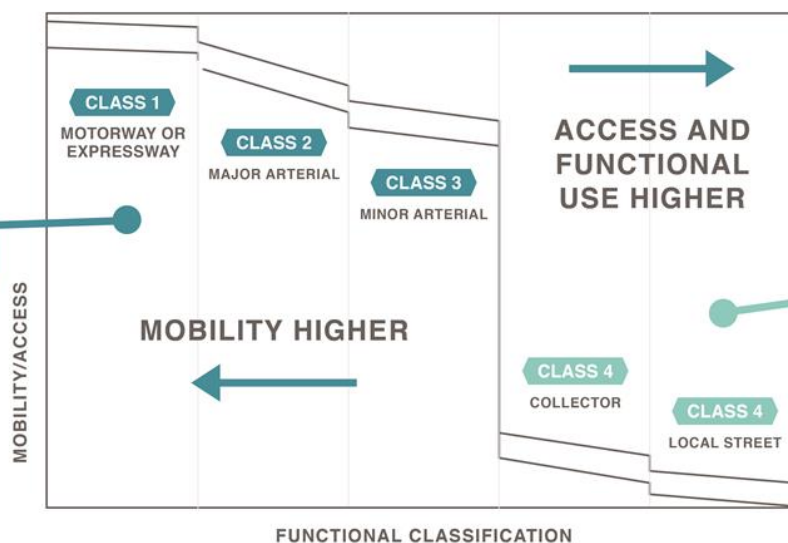 CLASS 1
MOTORWAY OR
EXPRESSWAY
CLASS 2
MAJOR ARTERIAL
CLASS 3
MINOR ARTERIAL
ACCESS AND
FUNCTIONAL
USE HIGHER
MOBILITY HIGHER
CLASS 4
COLLECTOR
CLASS 4
LOCAL STREET
MOBILITY/ACCESS
FUNCTIONAL CLASSIFICATION